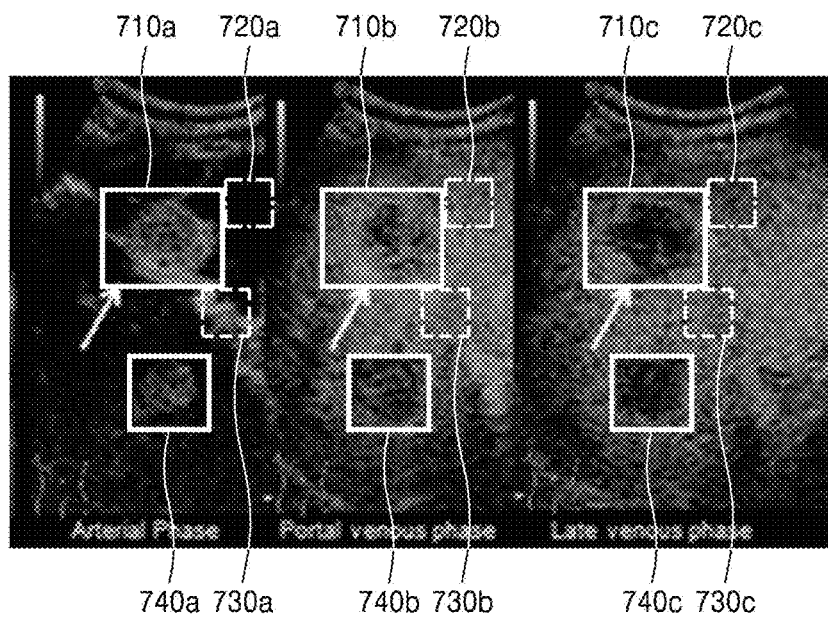 710a 720a 710b 720b 710c 720c
Arterial Phase Portal venous phase Late venous phase
740a 730a 740b 730b 740c 730c